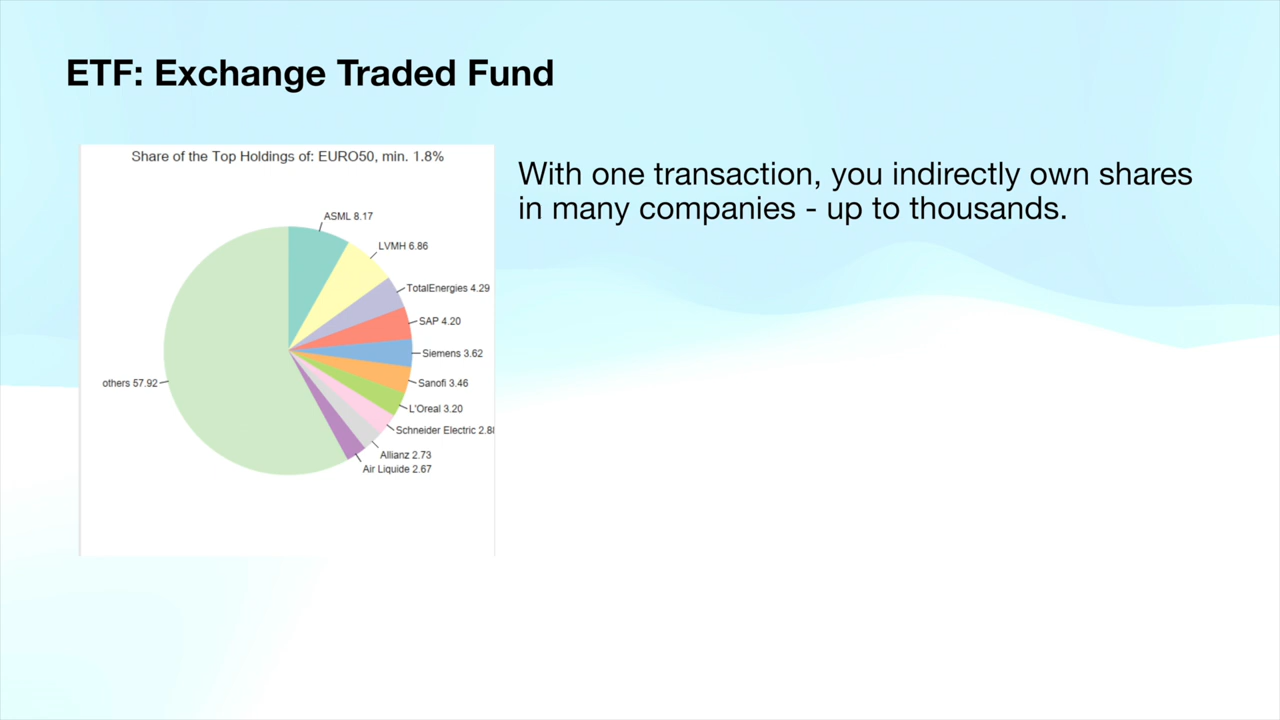 ETF: Exchange Traded Fund
Share of the Top Holdings of: EURO50, min. 1.8%
With one transaction, you indirectly own shares
in many companies - up to thousands.
ASML 8.17
LVMH 6.86
TotalEnergies 4.29
SAP 4.20
Siemens 3.62
Sanofi 3.46
others 57.92
L'Oreal 3.20
Schneider Electric
Allianz 2.73
Air Liquide 2.67